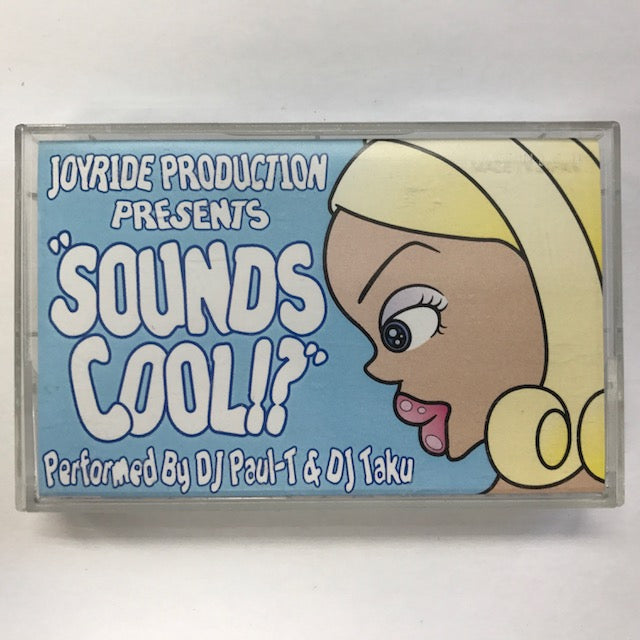 JOYRIDE PRODUCTION
PRESENTS
"SOUNDS
COOL!!?"
Performed By DJ Paul-T & DJ Taku